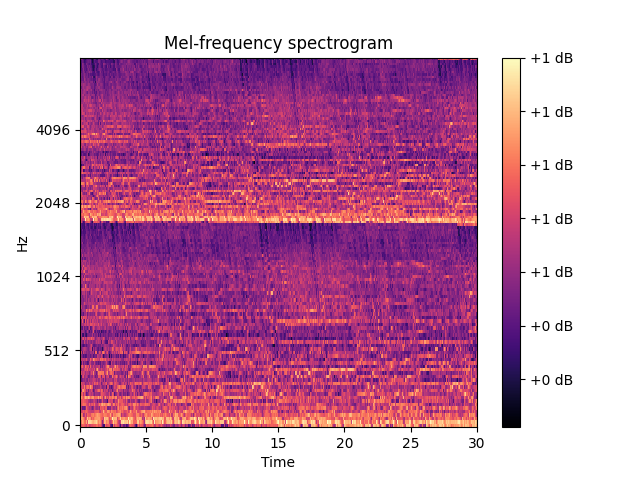 Mel-frequency spectrogram
Hz
4096
2048
1024
512
0
0 5 10 15 20 25 30
Time
+1 dB
+1 dB
+1 dB
+1 dB
+1 dB
+0 dB
+0 dB